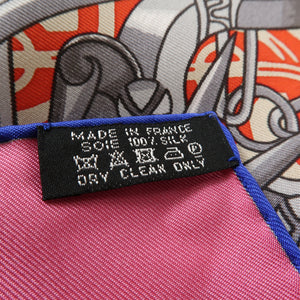 MADE IN FRANCE
SOIE 100% SILK
DRY CLEAN ONLY